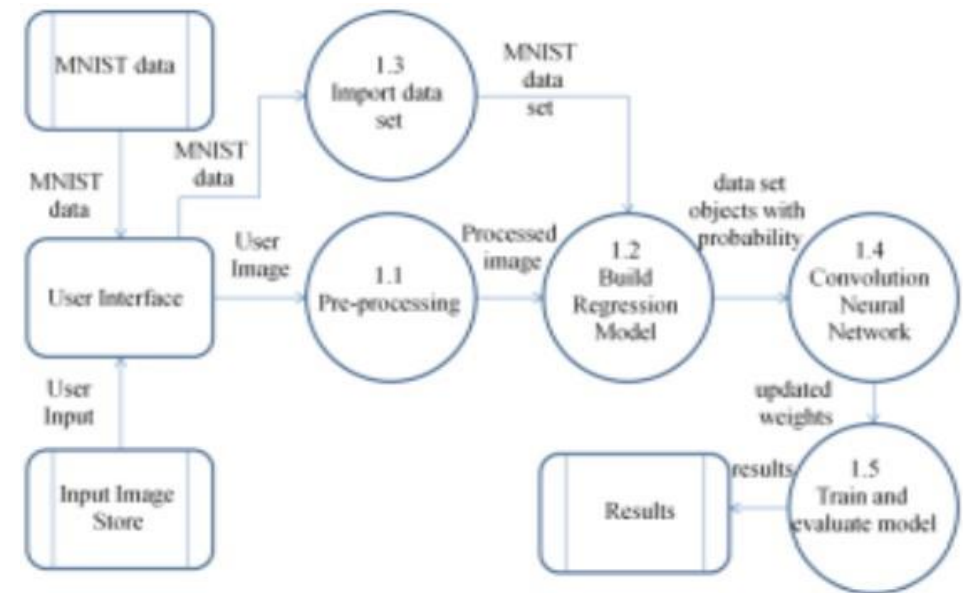 MNIST data
1.3
Import data
set
MNIST
data
set
MNIST
data
MNIST
data
data set
objects with
probability
User Interface
User
Image
1.1
Pre-processing
Processed
image
1.2
Build
Regression
Model
1.4
Convolution
Neural
Network
User
Input
updated
weights
Input Image
Store
Results
results
1.5
Train and
evaluate model